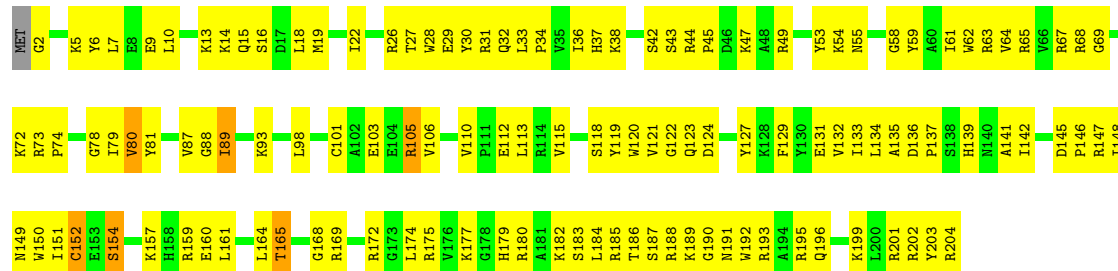 MET G2 K5 Y6 L7 E8 E9 L10 K13 K14 Q15 S16 D17 L18 M19 I22 R26 T27 W28 E29 Y30 R31 Q32 L33 P34 V35 I36 H37 K38 S42 S43 R44 P45 D46 K47 A48 R49 Y53 K54 N55 G58 Y59 A60 I61 W62 R63 V64 R65 V66 R67 R68 G69
K72 R73 P74 G78 I79 V80 Y81 V87 G88 I89 K93 L98 C101 A102 E103 E104 R105 V106 V110 P111 E112 L113 R114 V115 S118 Y119 W120 V121 G122 Q123 D124 Y127 K128 F129 Y130 E131 V132 I133 L134 A135 D136 P137 S138 H139 N140 A141 I142 D145 P146 R147 I148
N149 W150 I151 C152 E153 S154 K157 H158 R159 E160 L161 L164 T165 G168 R169 R172 G173 L174 R175 V176 K177 G178 H179 R180 A181 K182 S183 L184 R185 T186 S187 R188 K189 G190 N191 W192 R193 A194 R195 Q196 K199 L200 R201 R202 Y203 R204